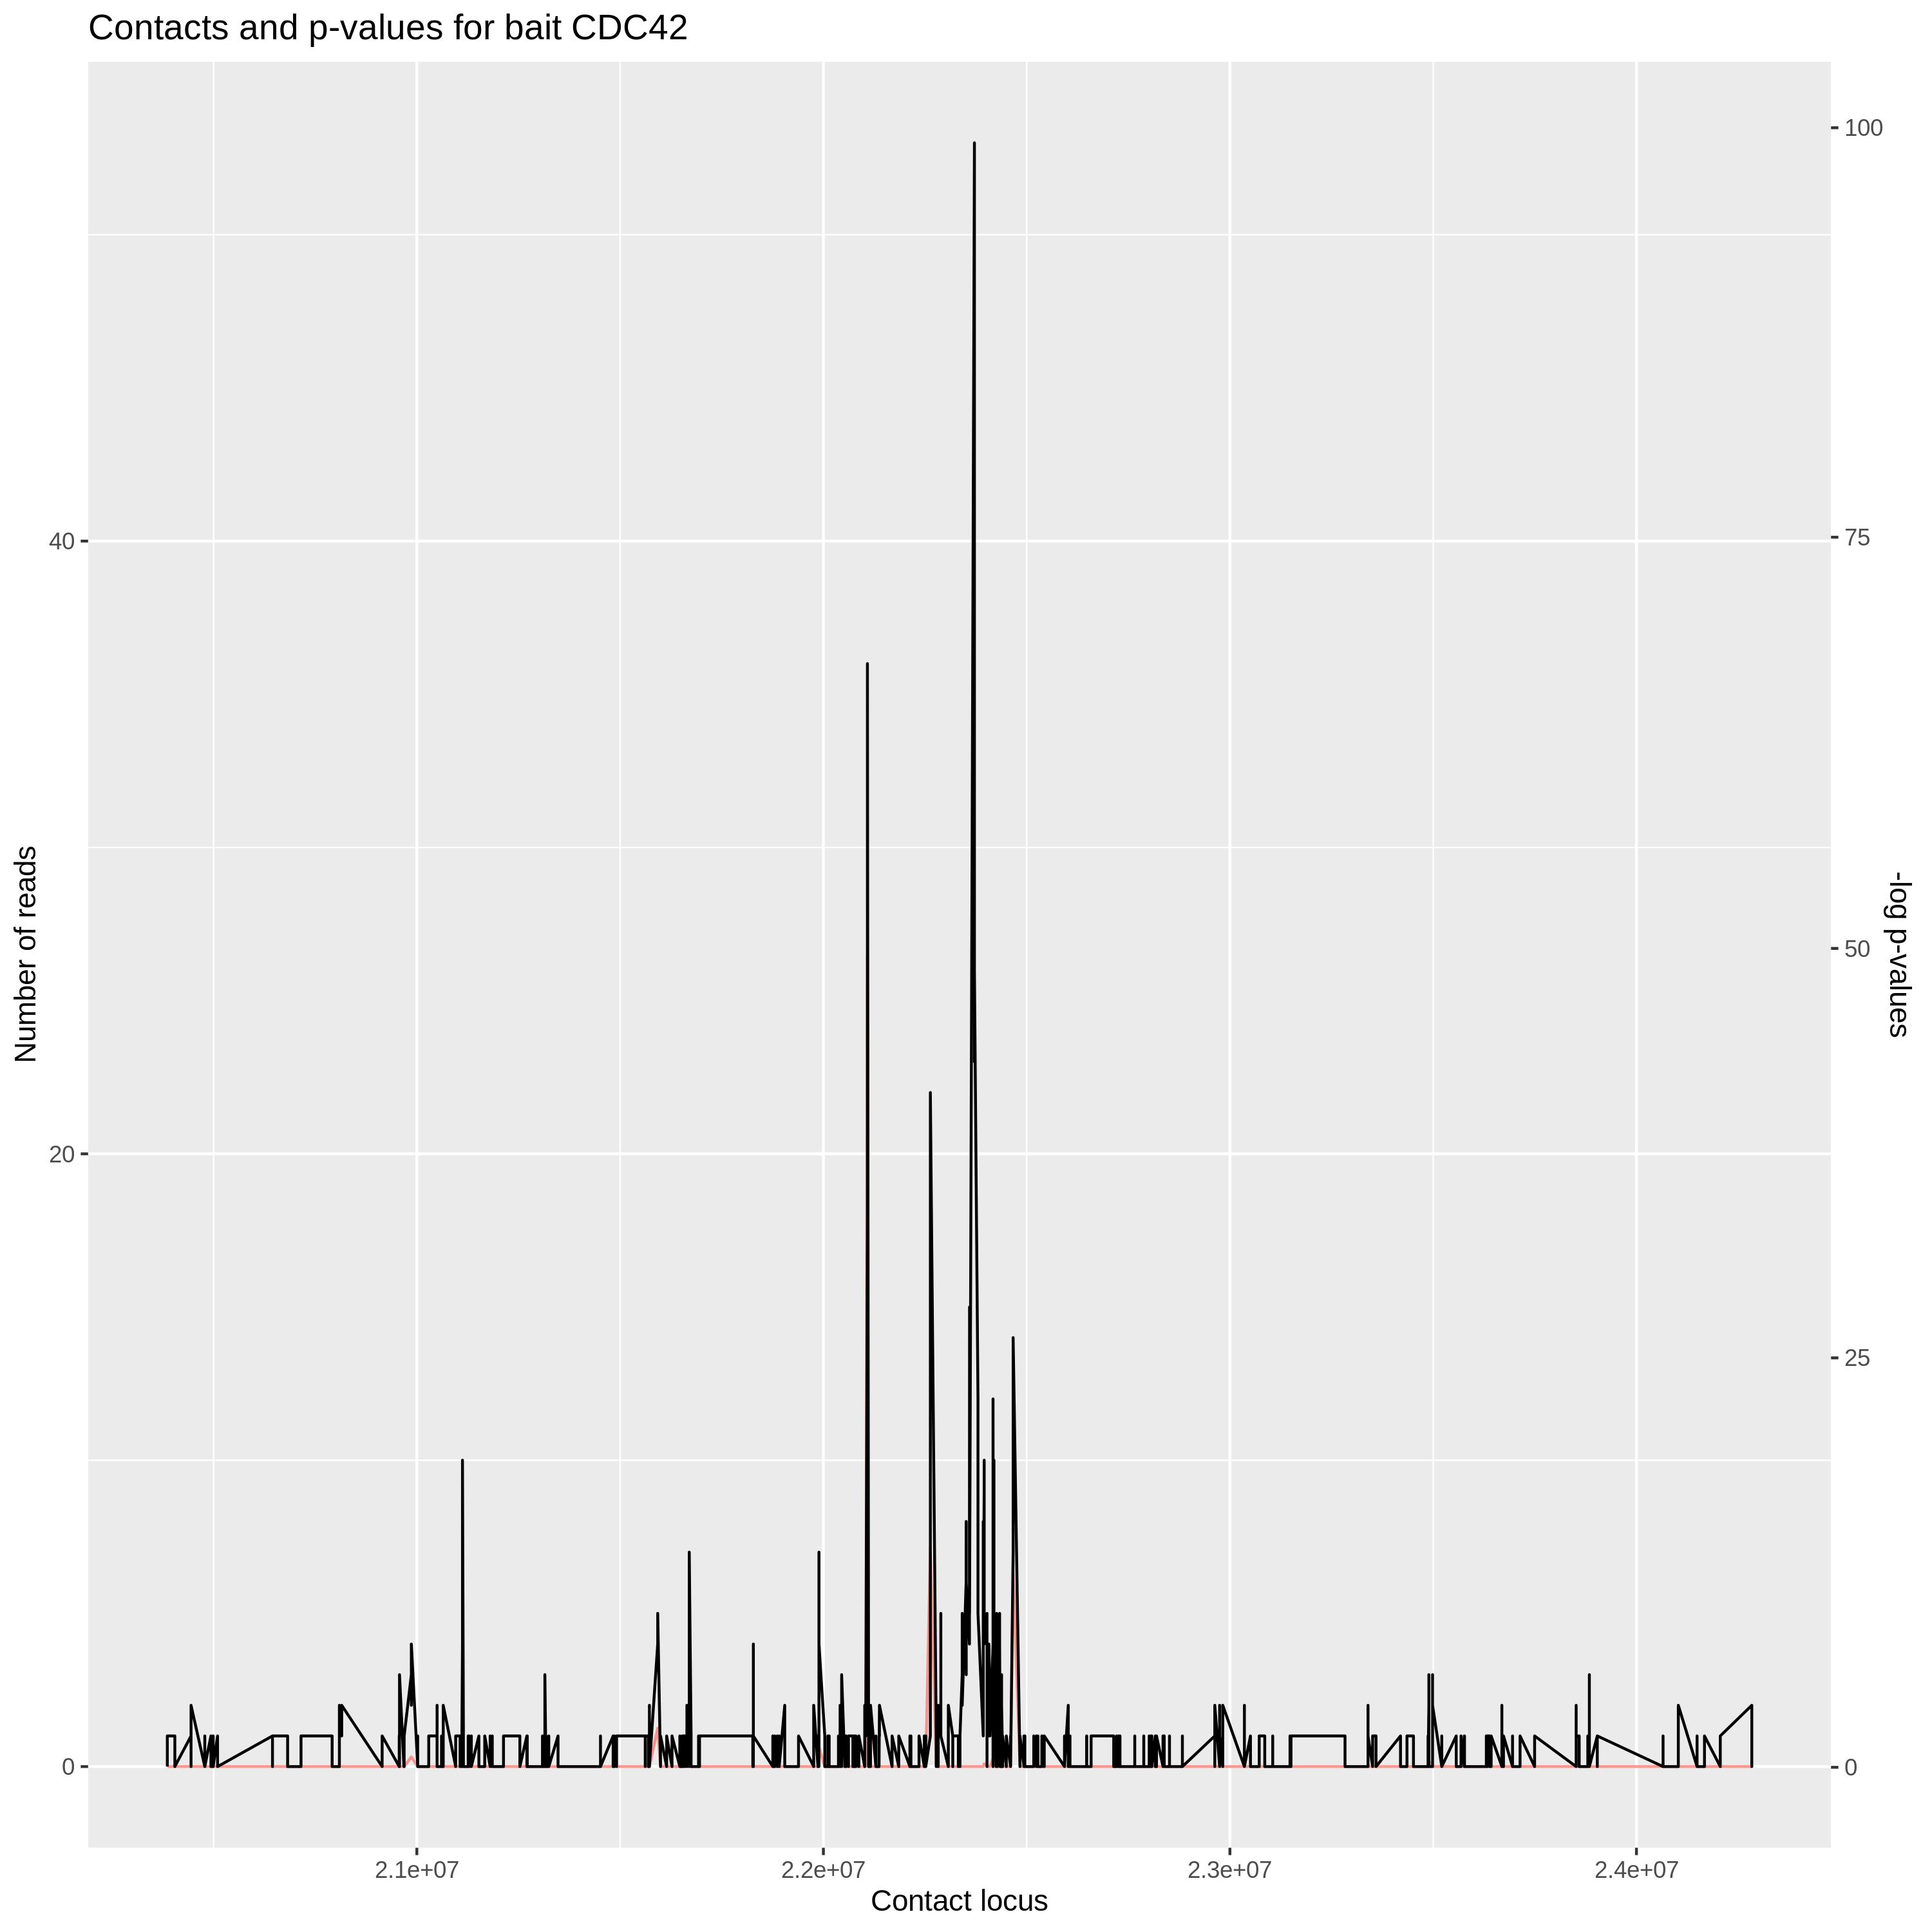 Contacts and p-values for bait CDC42
Number of reads
40
20
0
100
75
50
25
0
-log p-values
2.1e+07
2.2e+07
2.3e+07
2.4e+07
Contact locus